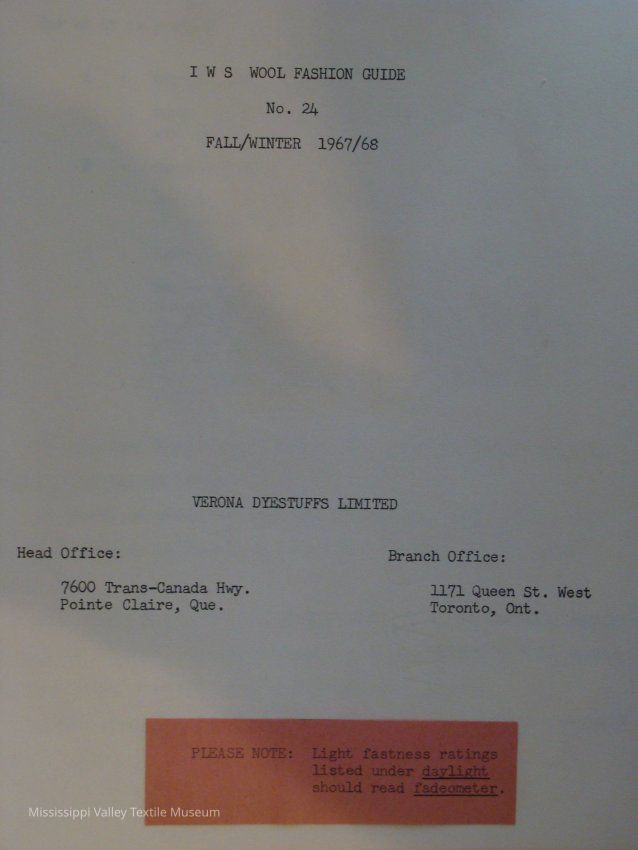 I W S WOOL FASHION GUIDE
No. 24
FALL/WINTER 1967/68
VERONA DYESTUFFS LIMITED
Head Office:
7600 Trans-Canada Hwy.
Pointe Claire, Que.
Branch Office:
1171 Queen St. West
Toronto, Ont.
PLEASE NOTE: Light fastness ratings
listed under daylight
should read fadeometer.
Mississippi Valley Textile Museum